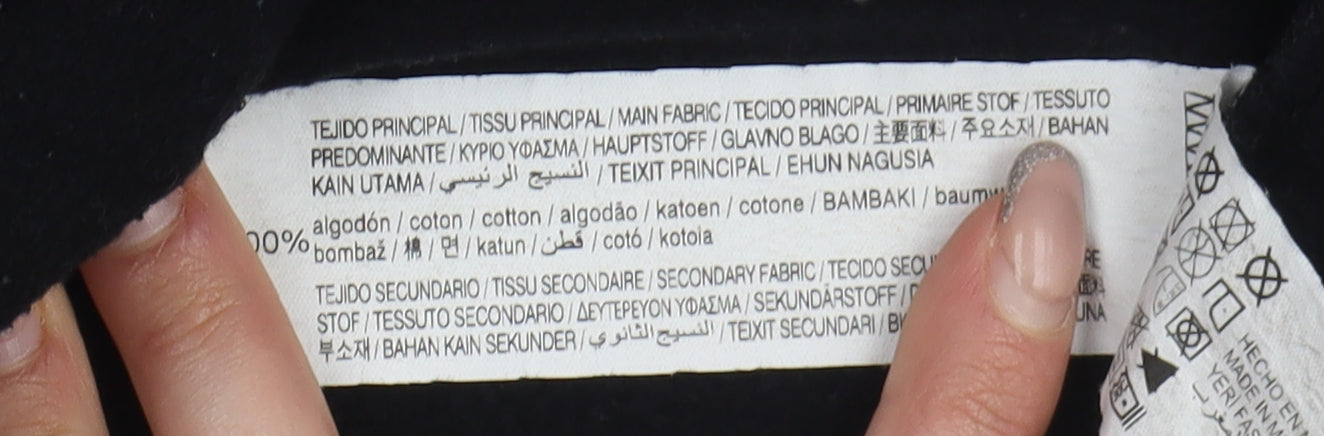 TEJIDO PRINCIPAL / TISSU PRINCIPAL / MAIN FABRIC / TECIDO PRINCIPAL / PRIMAIRE STOF / TESSUTO
PREDOMINANTE / ΚΥΡΙΟ ΥΦΑΣΜΑ / HAUPTSTOFF / GLAVNO BLAGO / 主要面料 / 주요소재 / BAHAN
KAIN UTAMA / النسيج الرئيسي / TEIXIT PRINCIPAL / EHUN NAGUSIA
algodón / coton / cotton / algodão / katoen / cotone / BAMBAKI /
00% bombaž / 棉 / 면 / katun / قطن / cotó / kotoia
TEJIDO SECUNDARIO / TISSU SECONDAIRE / SECONDARY FABRIC / TECIDO
STOF / TESSUTO SECONDARIO / ΔΕΥΤΕΡΕΥΟΝ ΥΦΑΣΜΑ / SEKUNDÄRSTOFF /
부소재 / BAHAN KAIN SEKUNDER / النسيج الثانوي / TEIXIT SECUNDARI /
HECHO EN
MADE IN
YERI